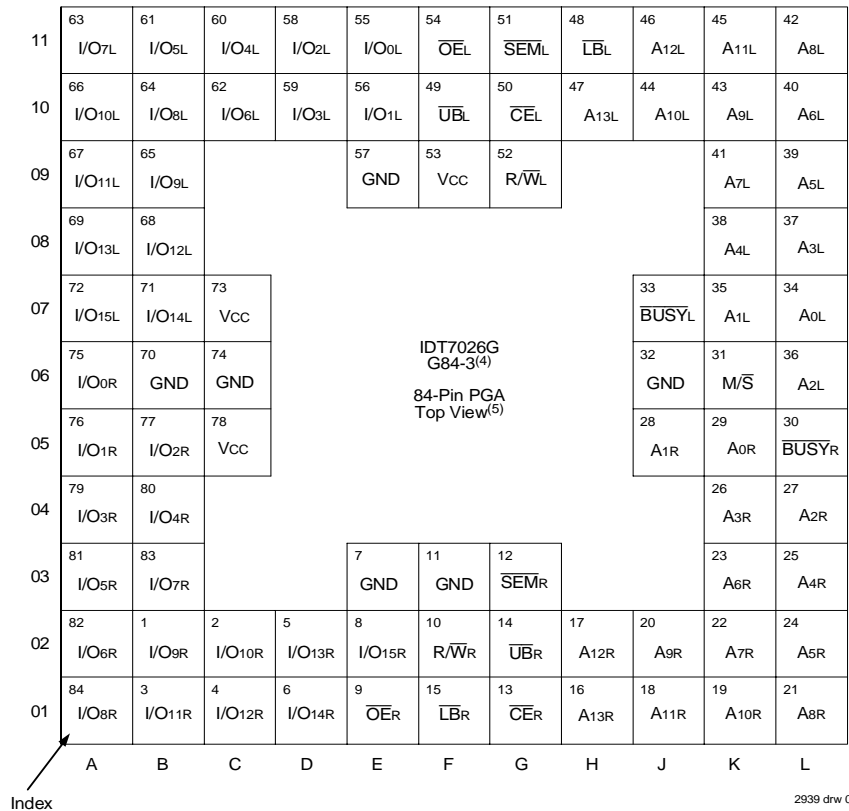 63 61 60 58 55 54 51 48 46 45 42
11 I/O7L I/O5L I/O4L I/O2L I/O0L OEL SEML LBL A12L A11L A8L
66 64 62 59 56 49 50 47 44 43 40
10 I/O10L I/O8L I/O6L I/O3L I/O1L UBL CEL A13L A10L A9L A6L
67 65 57 53 52 41 39
09 I/O11L I/O9L GND VCC R/WL A7L A5L
69 68 38 37
08 I/O13L I/O12L A4L A3L
72 71 73 33 35 34
07 I/O15L I/O14L VCC BUSYL A1L A0L
IDT7026G
G84-3(4)
84-Pin PGA
Top View(5)
75 70 74 32 31 36
06 I/O0R GND GND GND M/S A2L
76 77 78 28 29 30
05 I/O1R I/O2R VCC A1R A0R BUSYR
79 80 26 27
04 I/O3R I/O4R A3R A2R
81 83 7 11 12 23 25
03 I/O5R I/O7R GND GND SEMR A6R A4R
82 1 2 5 8 10 14 17 20 22 24
02 I/O6R I/O9R I/O10R I/O13R I/O15R R/WR UBR A12R A9R A7R A5R
84 3 4 6 9 15 13 16 18 19 21
01 I/O8R I/O11R I/O12R I/O14R OER LBR CER A13R A11R A10R A8R
A B C D E F G H J K L
Index
2939 drw 0